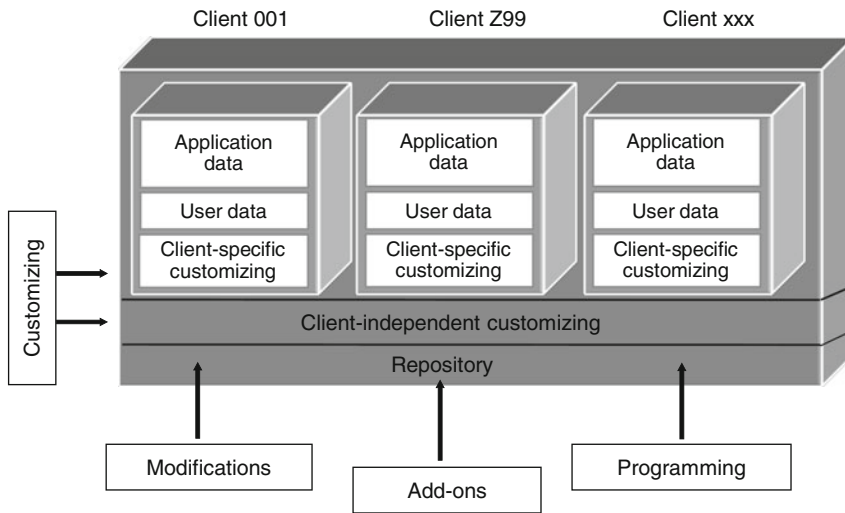 Client 001
Client Z99
Client xxx
Application
data
User data
Client-specific
customizing
Application
data
User data
Client-specific
customizing
Application
data
User data
Client-specific
customizing
Customizing
Client-independent customizing
Repository
Modifications
Add-ons
Programming